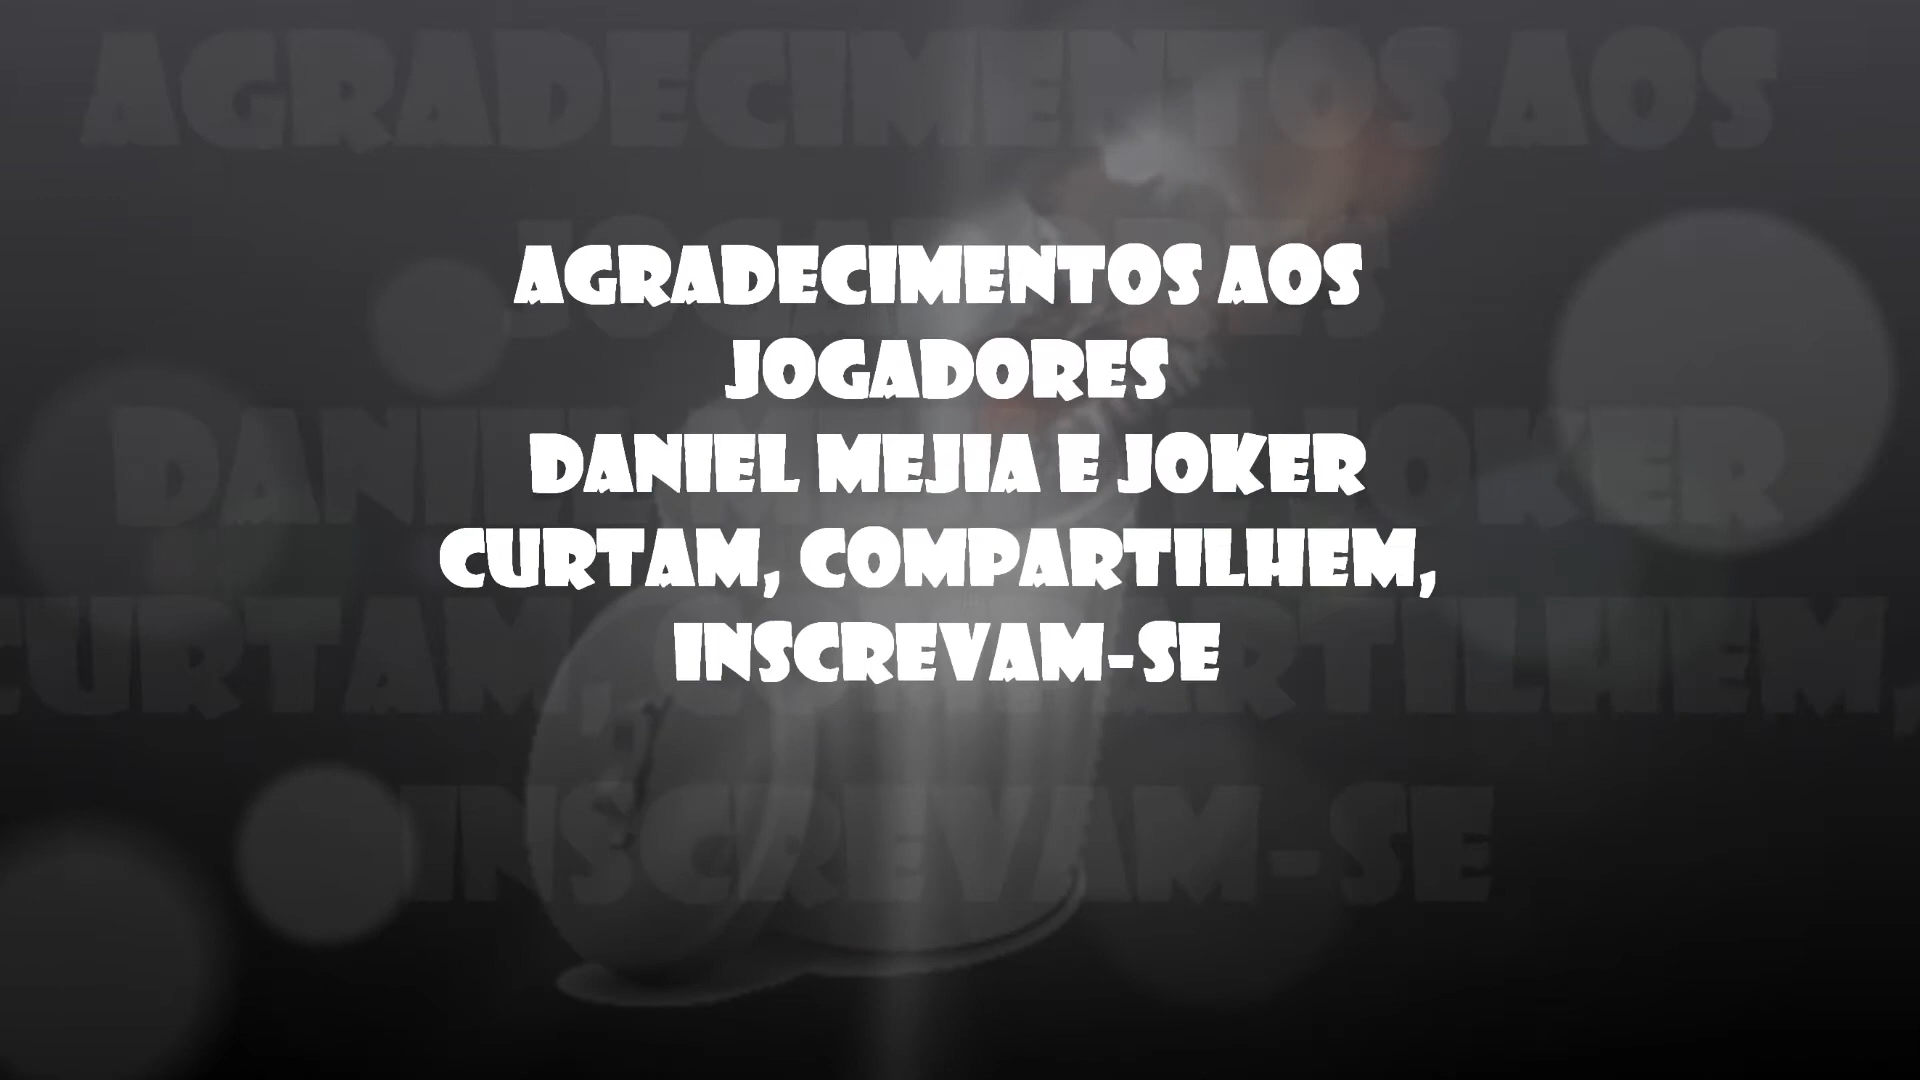 AGRADECIMENTOS AOS
JOGADORES
DANIEL MEJIA E JOKER
CURTAM, COMPARTILHEM,
INSCREVAM-SE